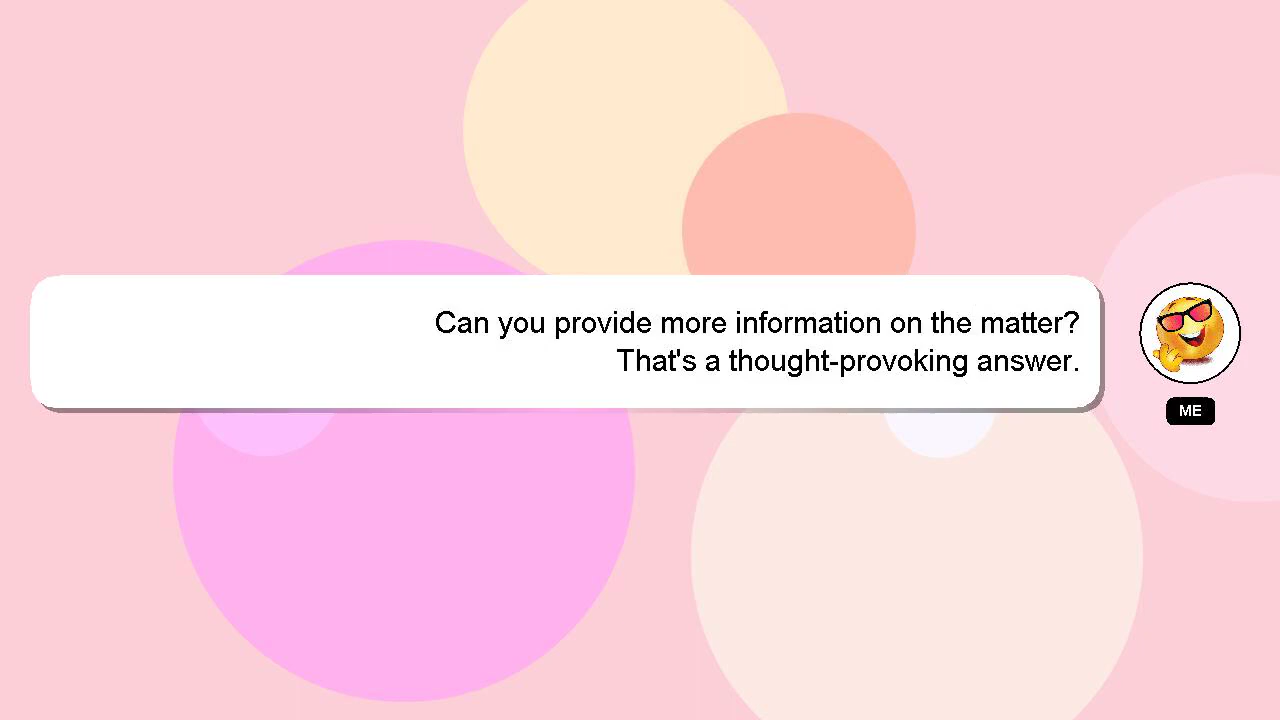 Can you provide more information on the matter?
That's a thought-provoking answer.
ME